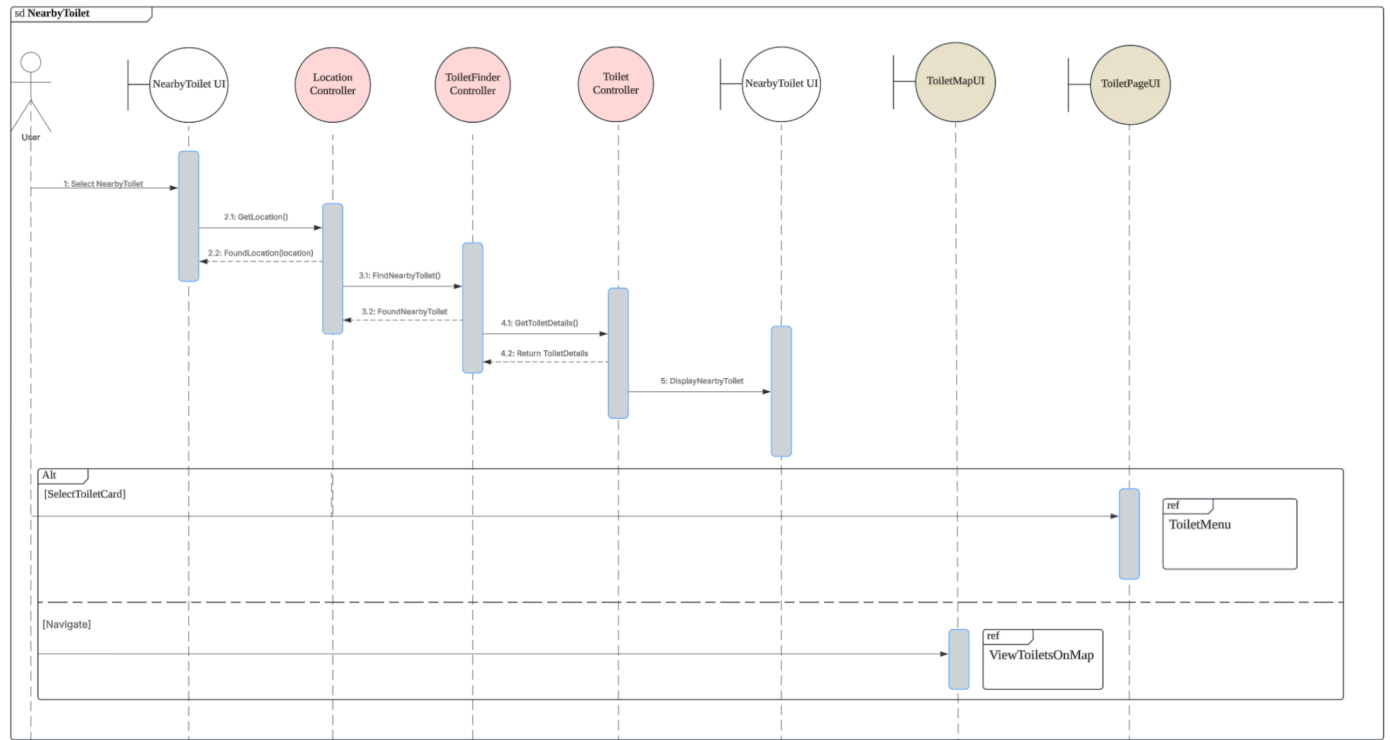 sd NearbyToilet
NearbyToilet UI
Location
Controller
ToiletFinder
Controller
Toilet
Controller
NearbyToilet UI
ToiletMapUI
ToiletPageUI
User
1: Select NearbyToilet
2.1: GetLocation()
2.2: FoundLocation(location)
3.1: FindNearbyToilet()
3.2: FoundNearbyToilet
4.1: GetToiletDetails()
4.2: Return ToiletDetails
5: DisplayNearbyToilet
Alt
[SelectToiletCard]
ref
ToiletMenu
[Navigate]
ref
ViewToiletsOnMap